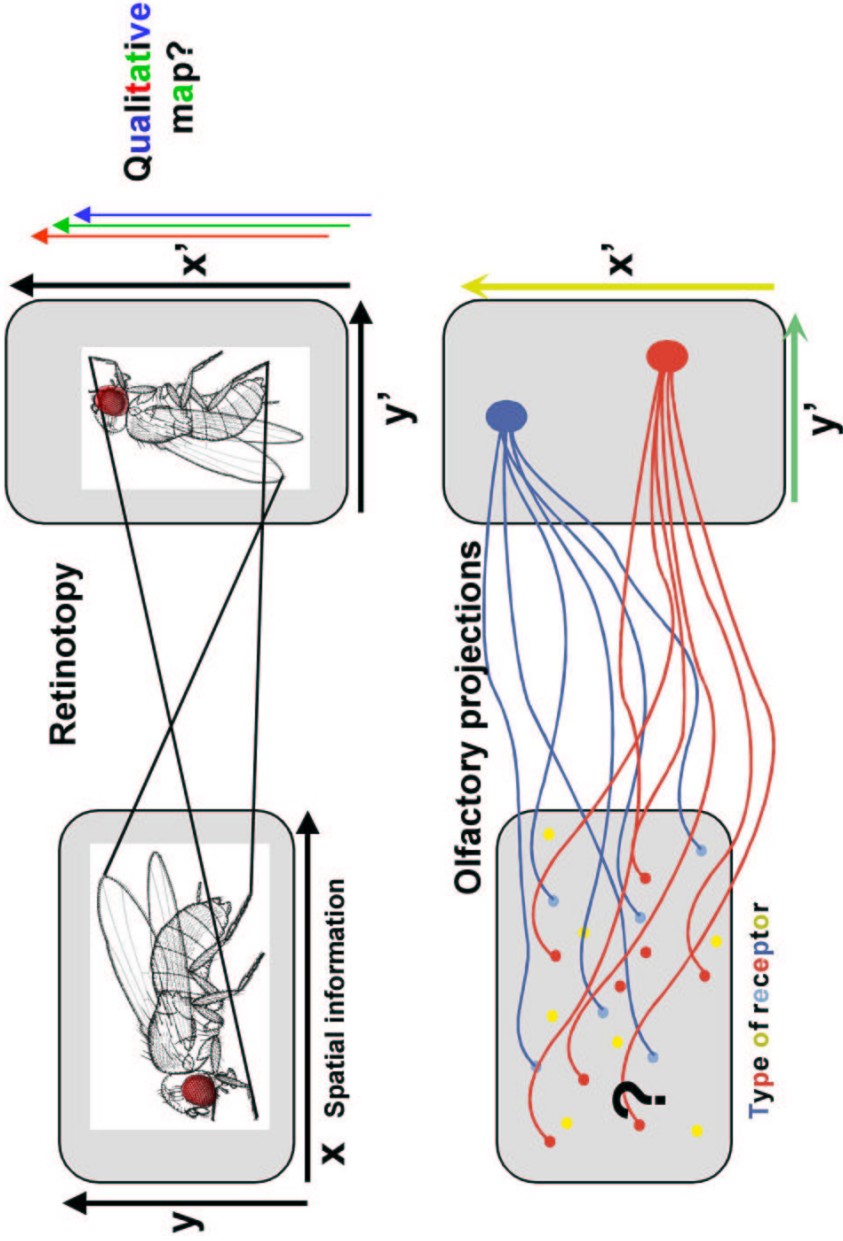 Qualitative
map?
Retinotopy
x'
y'
y
x
Spatial information
Olfactory projections
x'
y'
?
Type of receptor